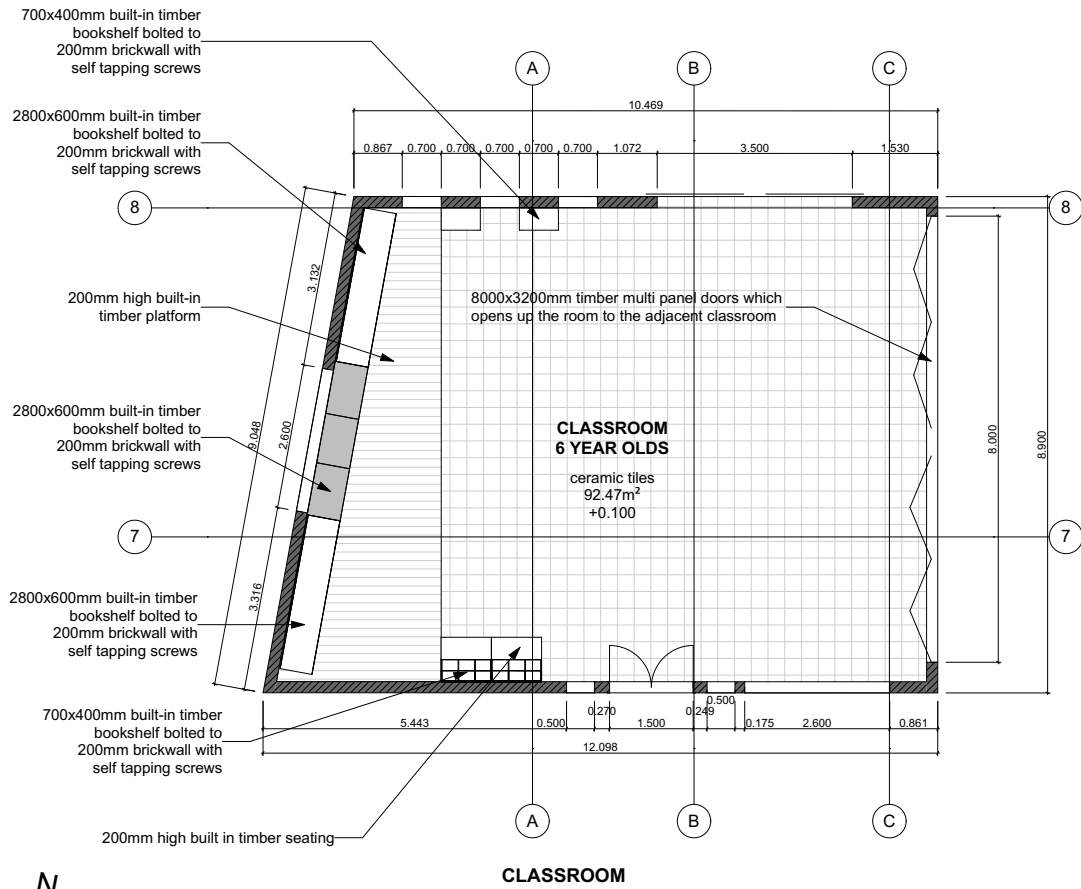 700x400mm built-in timber
bookshelf bolted to
200mm brickwall with
self tapping screws
A
B
C
10.469
2800x600mm built-in timber
bookshelf bolted to
200mm brickwall with
self tapping screws
0.867
0.700
0.700
0.700
0.700
0.700
1.072
3.500
1.530
8
8
3.132
200mm high built-in
timber platform
8000x3200mm timber multi panel doors which
opens up the room to the adjacent classroom
2800x600mm built-in timber
bookshelf bolted to
200mm brickwall with
self tapping screws
9.048
2.600
CLASSROOM
6 YEAR OLDS
ceramic tiles
92.47m²
+0.100
8.000
8.900
7
7
2800x600mm built-in timber
bookshelf bolted to
200mm brickwall with
self tapping screws
3.316
700x400mm built-in timber
bookshelf bolted to
200mm brickwall with
self tapping screws
5.443
0.500
0.270
1.500
0.249
0.500
0.175
2.600
0.861
12.098
200mm high built in timber seating
A
B
C
CLASSROOM
N